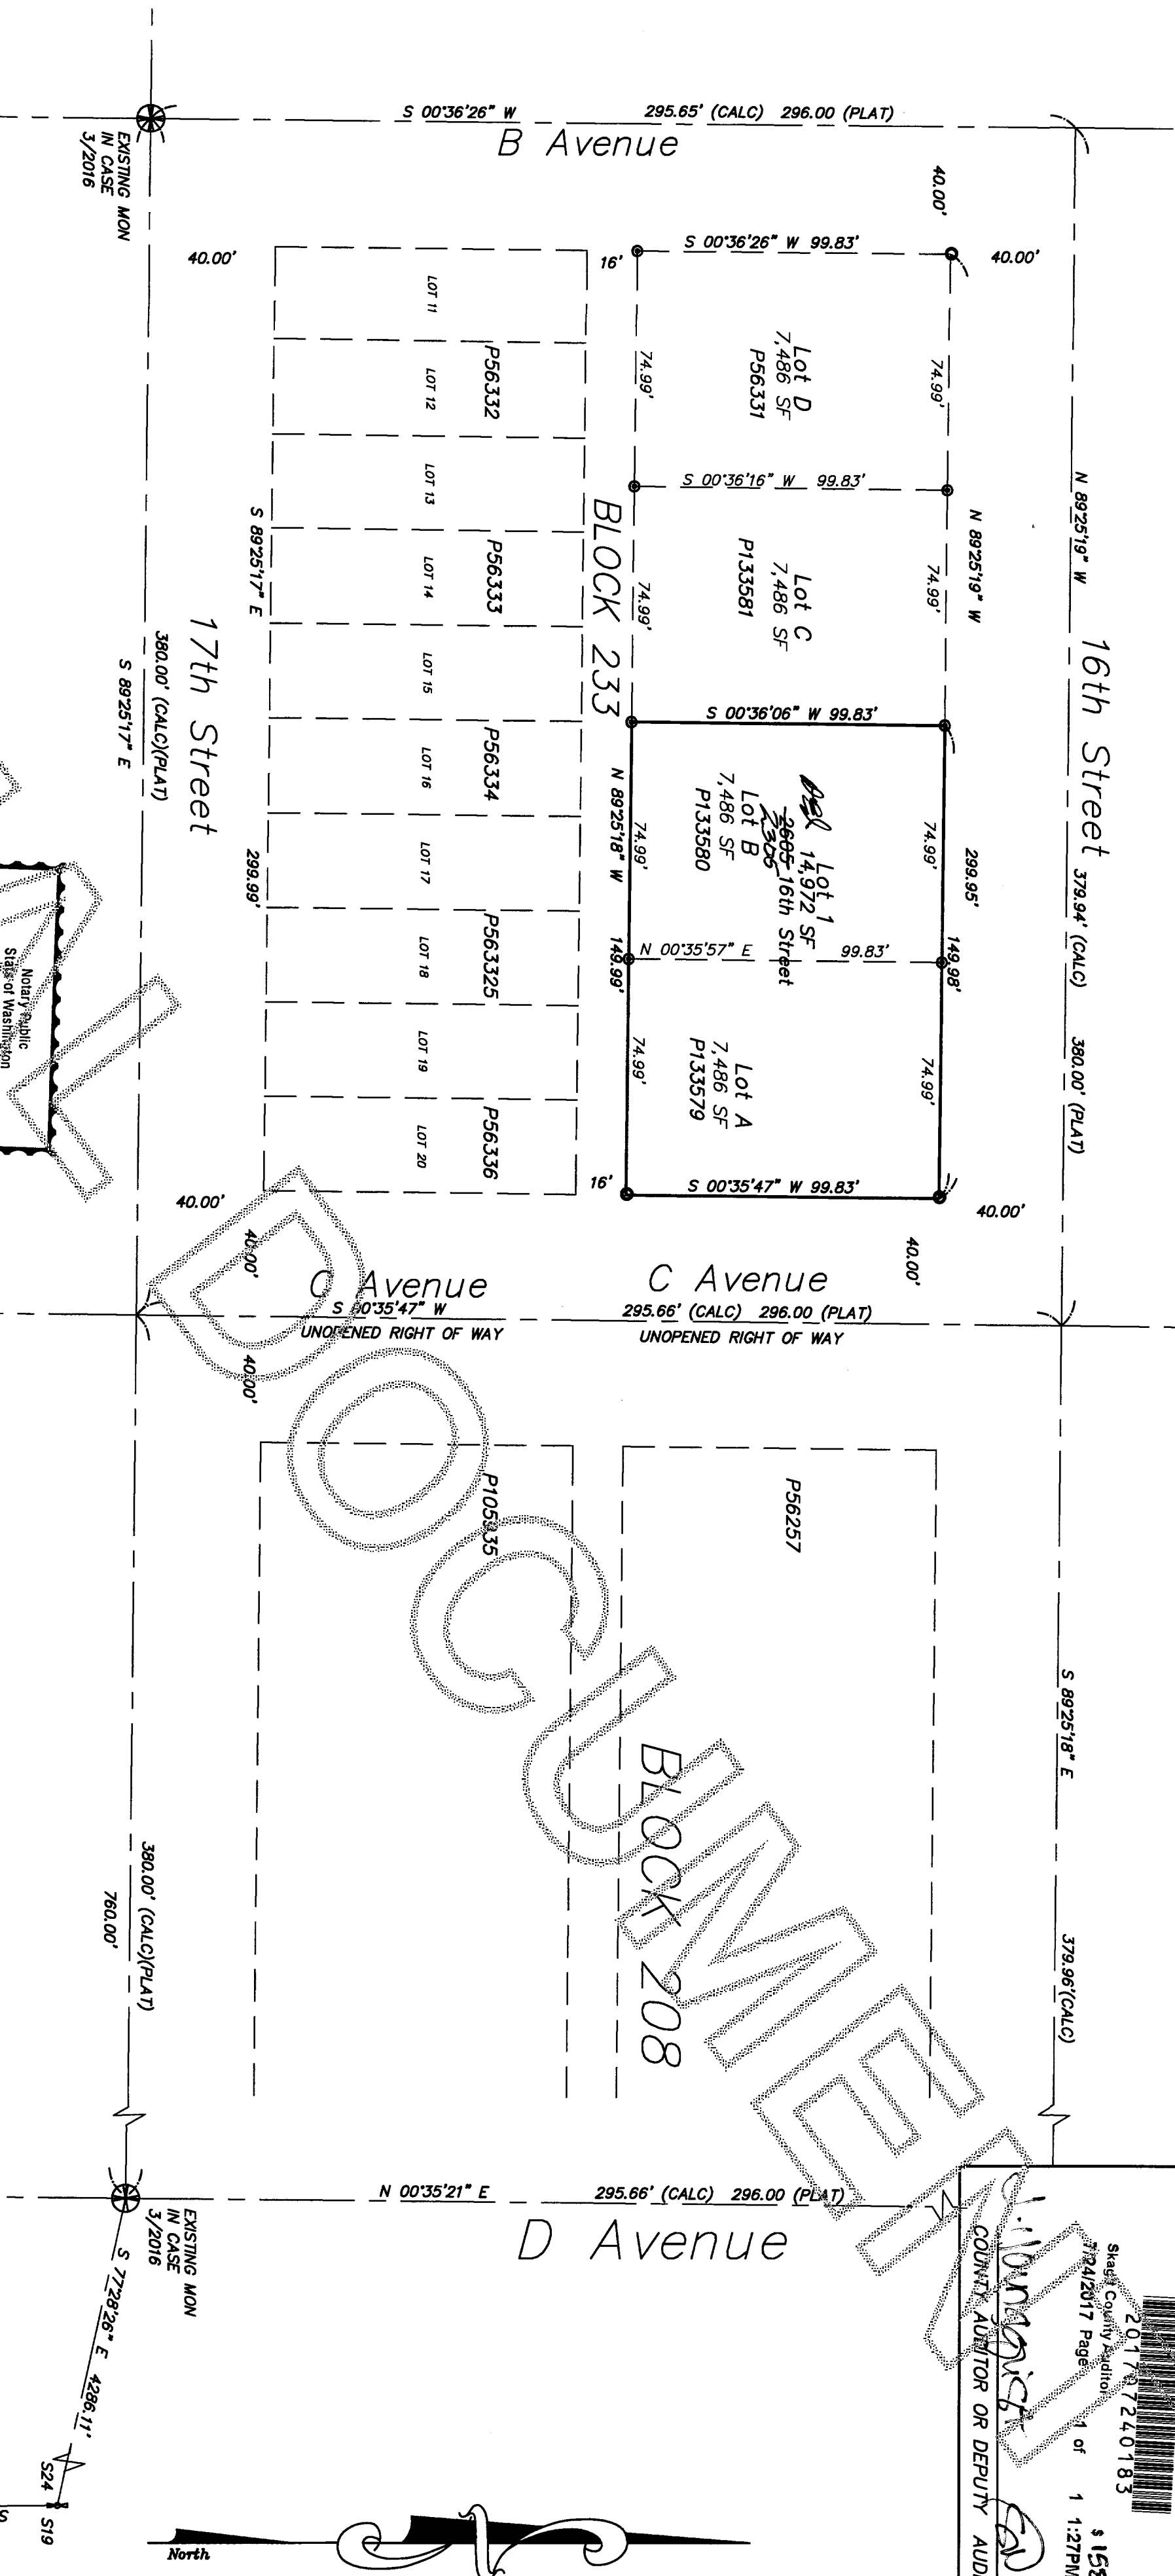 S 00°36'26" W 295.65' (CALC) 296.00 (PLAT)
B Avenue
EXISTING MON
IN CASE
3/2016
40.00'
40.00'
16'
S 00°36'26" W 99.83'
40.00'
LOT 11
LOT 12
P56332
LOT 13
LOT 14
P56333
LOT 15
LOT 16
P56334
LOT 17
LOT 18
P563325
LOT 19
LOT 20
P56336
BLOCK 233
74.99'
Lot D
7,486 SF
P56331
74.99'
S 00°36'16" W 99.83'
74.99'
Lot C
7,486 SF
P133581
74.99'
N 89°25'19" W
299.95'
S 00°36'06" W 99.83'
N 89°25'18" W
149.99'
74.99'
Lot 1
14,972 SF
2605 16th Street
2305
Lot B
7,486 SF
P133580
74.99'
149.98'
N 00°35'57" E 99.83'
74.99'
Lot A
7,486 SF
P133579
74.99'
S 00°35'47" W 99.83'
16'
40.00'
40.00'
40.00'
40.00'
40.00'
N 89°25'19" W
16th Street
379.94' (CALC) 380.00' (PLAT)
S 89°25'17" E
299.99'
17th Street
380.00' (CALC)(PLAT)
S 89°25'17" E
C Avenue
C Avenue
S 00°35'47" W
295.66' (CALC) 296.00 (PLAT)
UNOPENED RIGHT OF WAY
UNOPENED RIGHT OF WAY
P56257
BLOCK 208
S 89°25'18" E
379.96'(CALC)
380.00' (CALC)(PLAT)
760.00'
N 00°35'21" E 295.66' (CALC) 296.00 (PLAT)
D Avenue
EXISTING MON
IN CASE
3/2016
S 77°28'26" E 4286.11'
S24
S19
S
North
Notary Public
State of Washington
DOCUMENT
201707240183
Skagit County Auditor
7/24/2017 Page 1 of 1 1:27PM
COUNTY AUDITOR OR DEPUTY AUDI